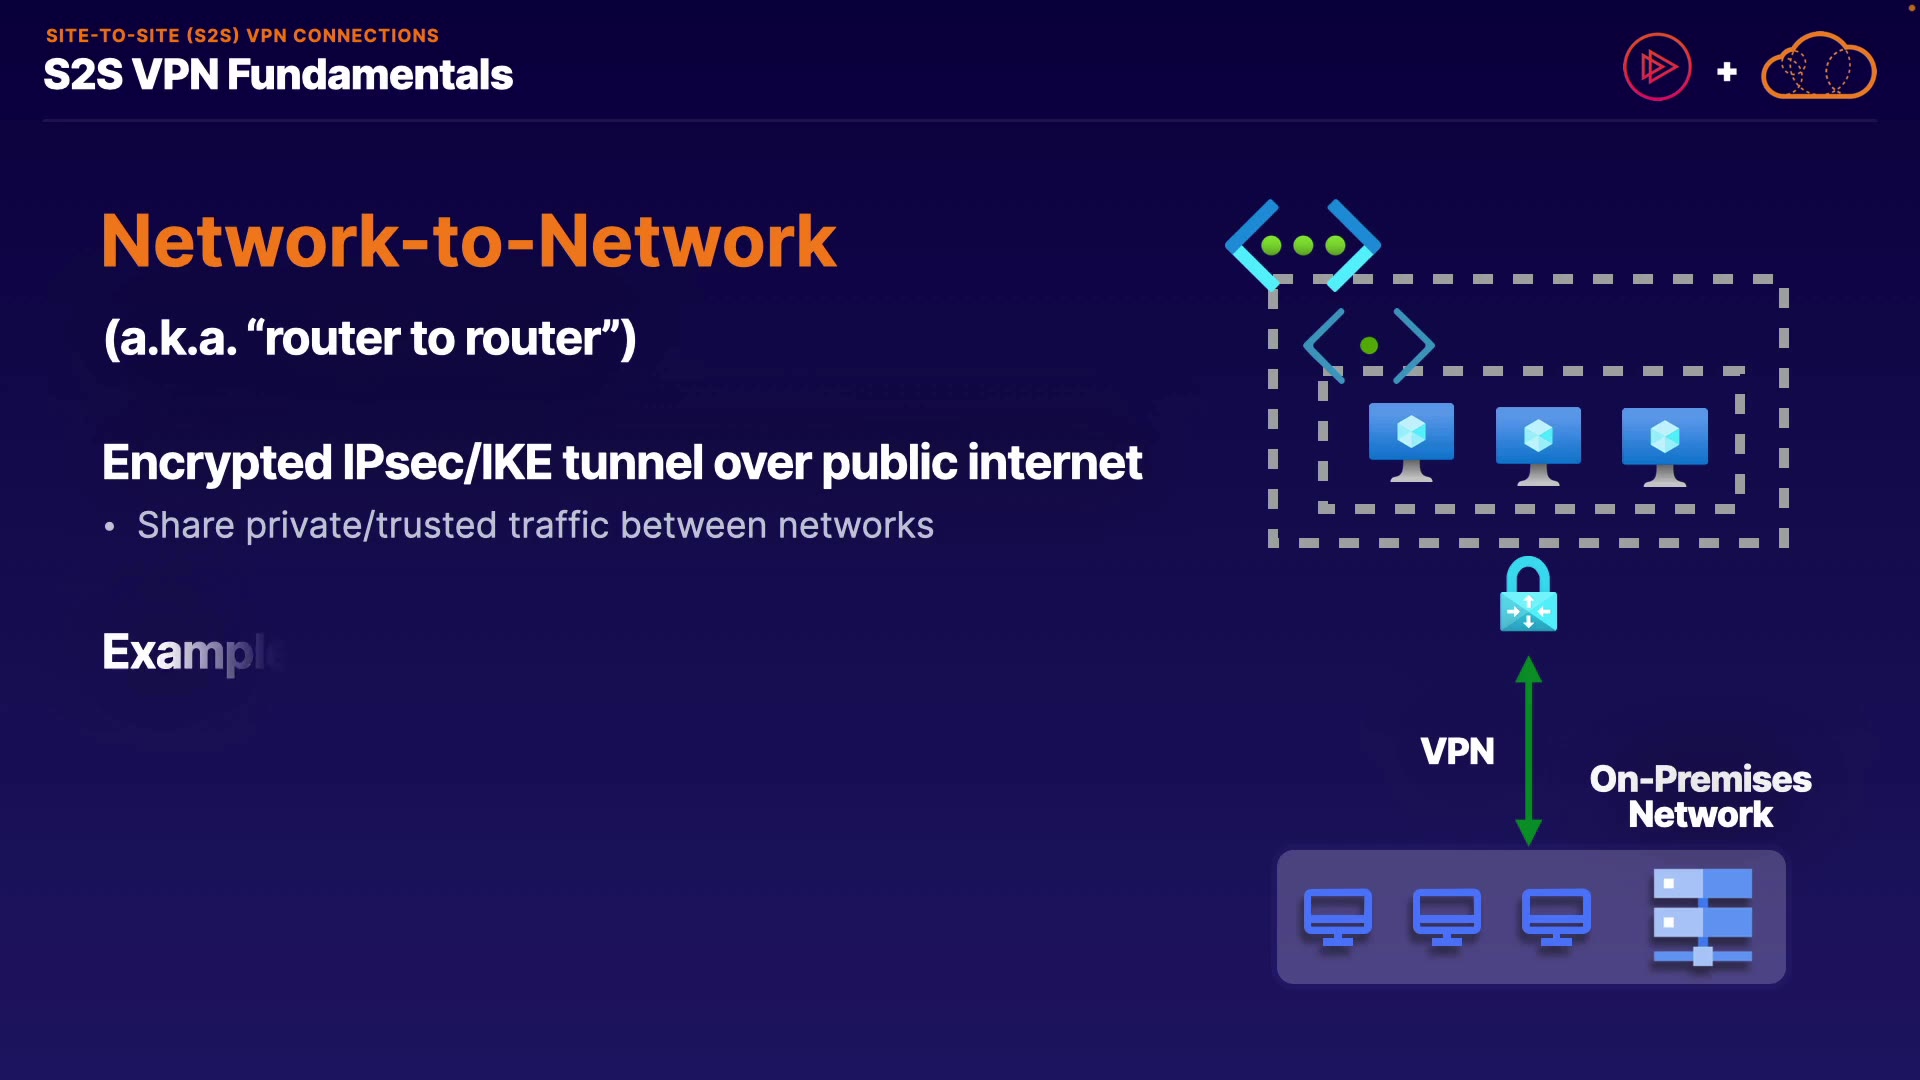 SITE-TO-SITE (S2S) VPN CONNECTIONS
S2S VPN Fundamentals
Network-to-Network
(a.k.a. “router to router”)
Encrypted IPsec/IKE tunnel over public internet
• Share private/trusted traffic between networks
Example
VPN
On-Premises
Network